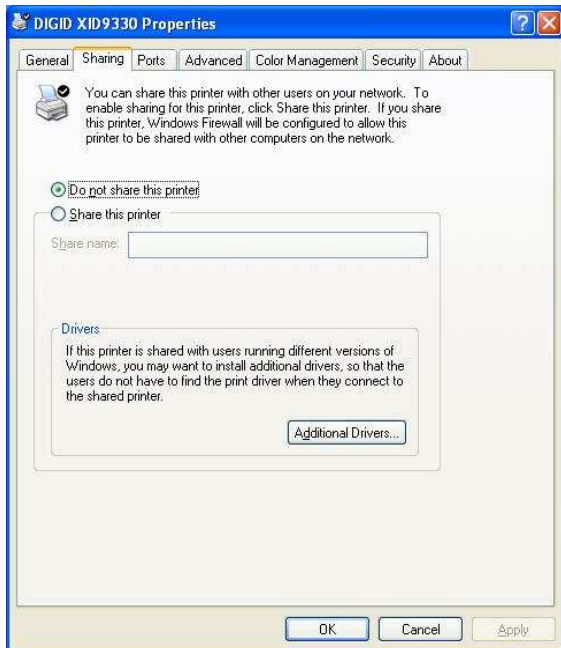 DIGID XID9330 Properties
General Sharing Ports Advanced Color Management Security About
You can share this printer with other users on your network. To
enable sharing for this printer, click Share this printer. If you share
this printer, Windows Firewall will be configured to allow this
printer to be shared with other computers on the network.
Do not share this printer
Share this printer
Share name:
Drivers
If this printer is shared with users running different versions of
Windows, you may want to install additional drivers, so that the
users do not have to find the print driver when they connect to
the shared printer.
Additional Drivers...
OK Cancel Apply